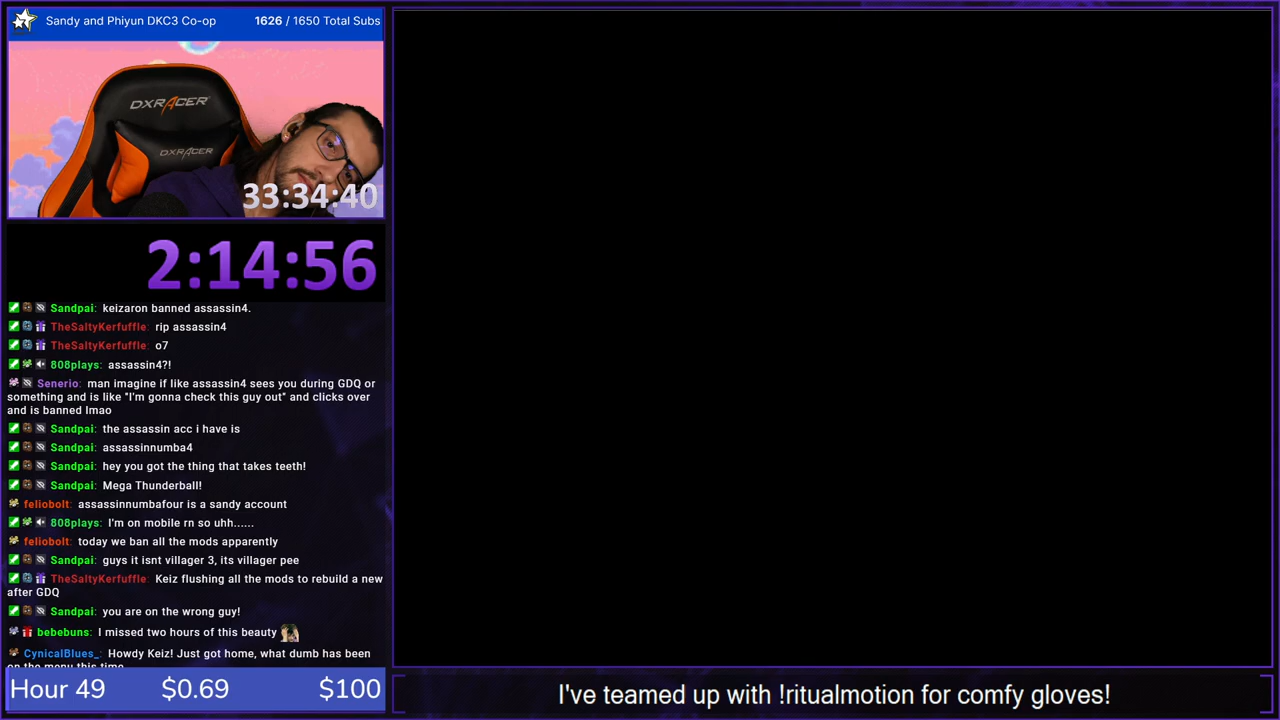 Sandy and Phiyun DKC3 Co-op
1626 / 1650 Total Subs
DXRACER
DXRACER
33:34:40
2:14:56
Sandpai: keizaron banned assassin4.
TheSaltyKerfuffle: rip assassin4
TheSaltyKerfuffle: o7
808plays: assassin4?!
Senerio: man imagine if like assassin4 sees you during GDQ or
something and is like "I'm gonna check this guy out" and clicks over
and is banned lmao
Sandpai: the assassin acc i have is
Sandpai: assassinnumba4
Sandpai: hey you got the thing that takes teeth!
Sandpai: Mega Thunderball!
feliobolt: assassinnumbafour is a sandy account
808plays: I'm on mobile rn so uhh......
feliobolt: today we ban all the mods apparently
Sandpai: guys it isnt villager 3, its villager pee
TheSaltyKerfuffle: Keiz flushing all the mods to rebuild a new
after GDQ
Sandpai: you are on the wrong guy!
bebebuns: I missed two hours of this beauty
CynicalBlues_: Howdy Keiz! Just got home, what dumb has been
on the menu this time
Hour 49
$0.69
$100
I've teamed up with !ritualmotion for comfy gloves!